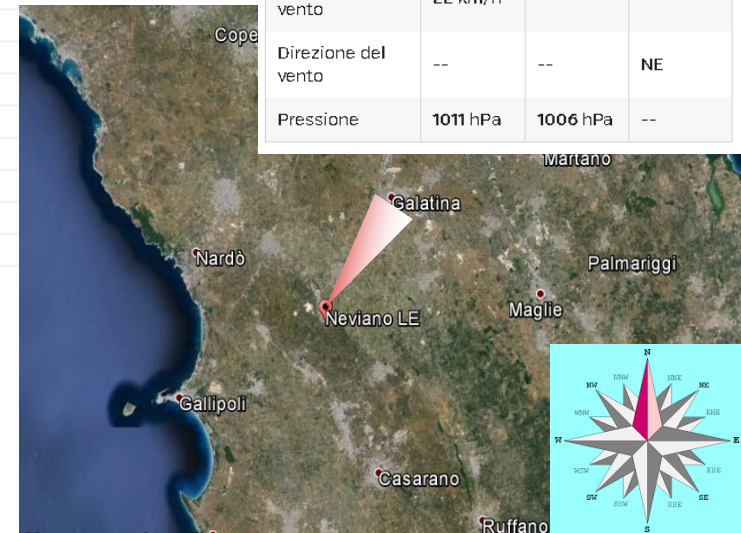 vento
Direzione del
vento
--
--
NE
Pressione
1011 hPa
1006 hPa
--
Cope
Martano
Galatina
Nardò
Palmariggi
Neviano LE
Maglie
Gallipoli
Casarano
Ruffano
N
NNW
NNE
NW
NE
WNW
ENE
W
E
WSW
ESE
SW
SE
SSW
SSE
S